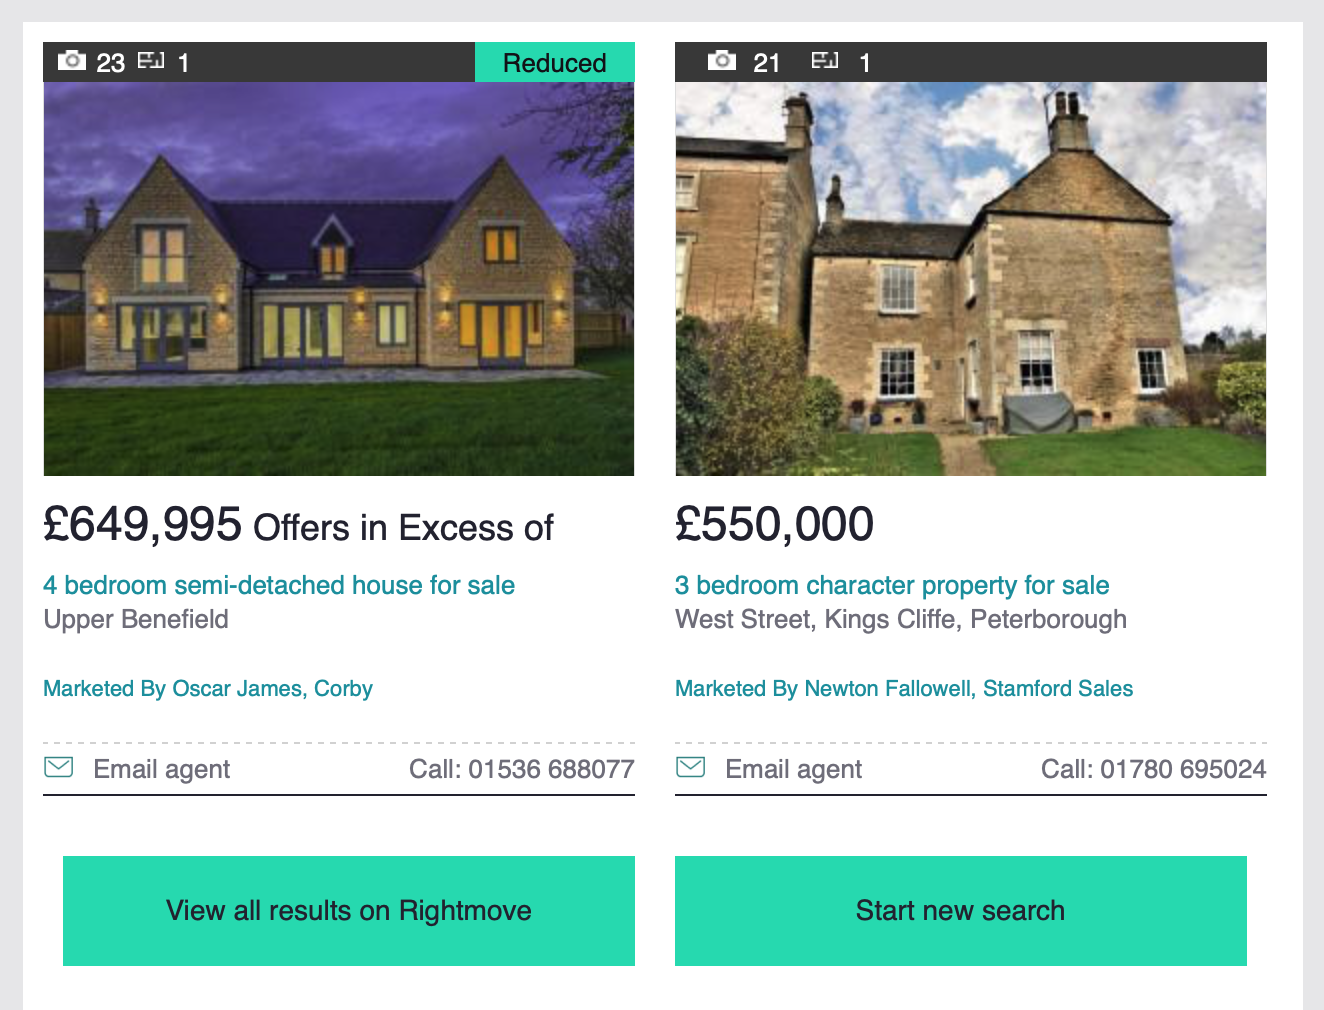 23 1 Reduced
£649,995 Offers in Excess of
4 bedroom semi-detached house for sale
Upper Benefield
Marketed By Oscar James, Corby
Email agent Call: 01536 688077
View all results on Rightmove
21 1
£550,000
3 bedroom character property for sale
West Street, Kings Cliffe, Peterborough
Marketed By Newton Fallowell, Stamford Sales
Email agent Call: 01780 695024
Start new search